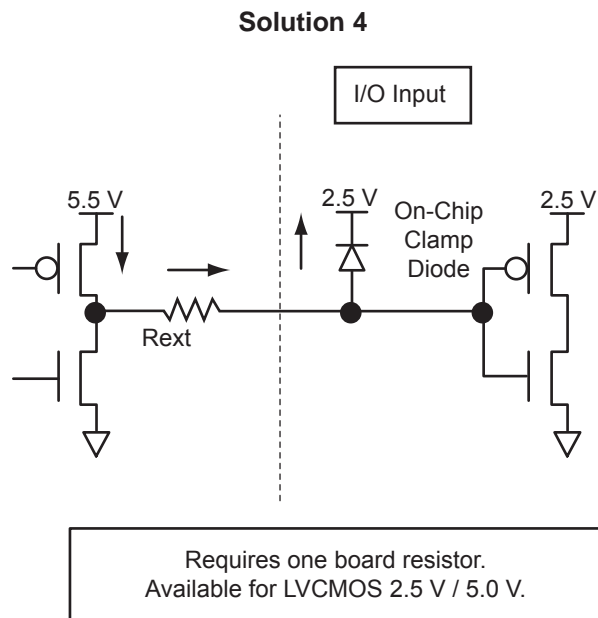 Solution 4
I/O Input
5.5 V
2.5 V
On-Chip
Clamp
Diode
2.5 V
Rext
Requires one board resistor.
Available for LVCMOS 2.5 V / 5.0 V.